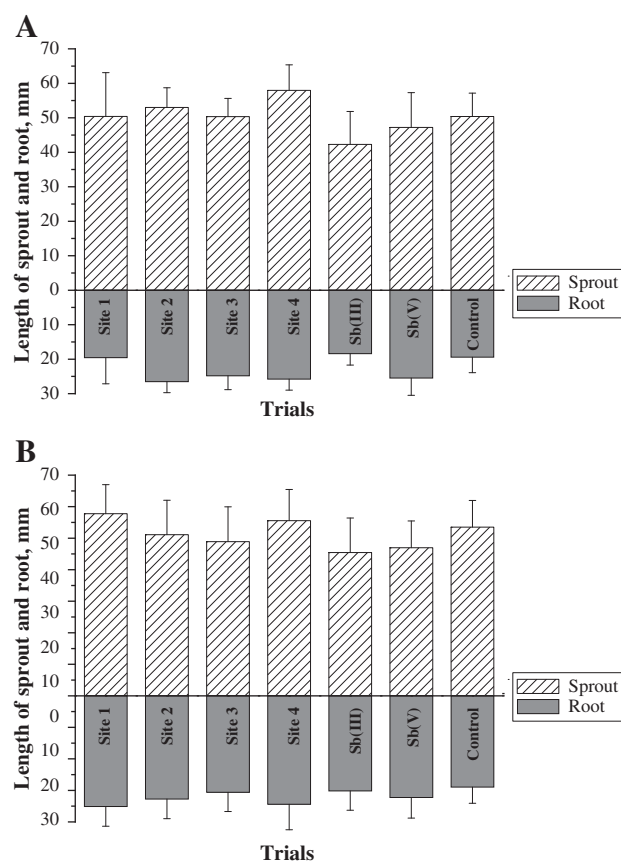 A
Length of sprout and root, mm
70
60
50
40
30
20
10
0
10
20
30
Site 1
Site 2
Site 3
Site 4
Sb(III)
Sb(V)
Control
Sprout
Root
Trials
B
Length of sprout and root, mm
70
60
50
40
30
20
10
0
10
20
30
Site 1
Site 2
Site 3
Site 4
Sb(III)
Sb(V)
Control
Sprout
Root
Trials